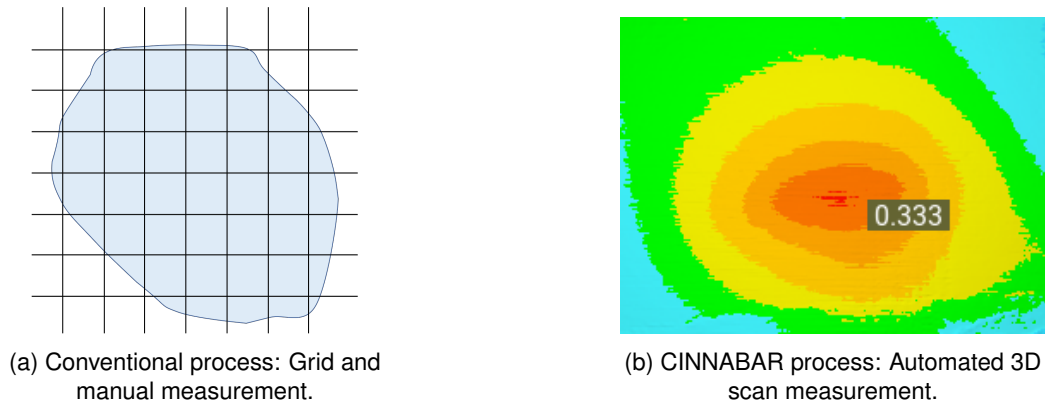 0.333
(a) Conventional process: Grid and
manual measurement.
(b) CINNABAR process: Automated 3D
scan measurement.